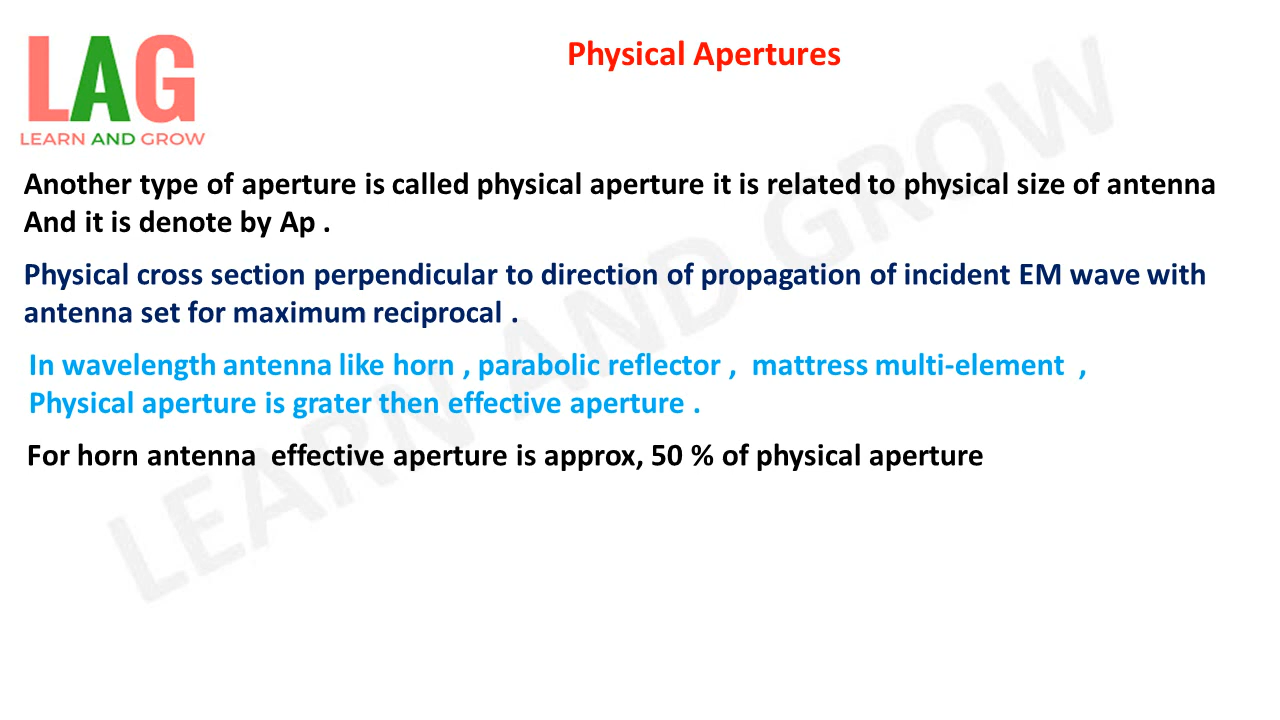 LAG
LEARN AND GROW
Physical Apertures
Another type of aperture is called physical aperture it is related to physical size of antenna
And it is denote by Ap .
Physical cross section perpendicular to direction of propagation of incident EM wave with
antenna set for maximum reciprocal .
In wavelength antenna like horn , parabolic reflector , mattress multi-element ,
Physical aperture is grater then effective aperture .
For horn antenna effective aperture is approx, 50 % of physical aperture
LEARN AND GROW